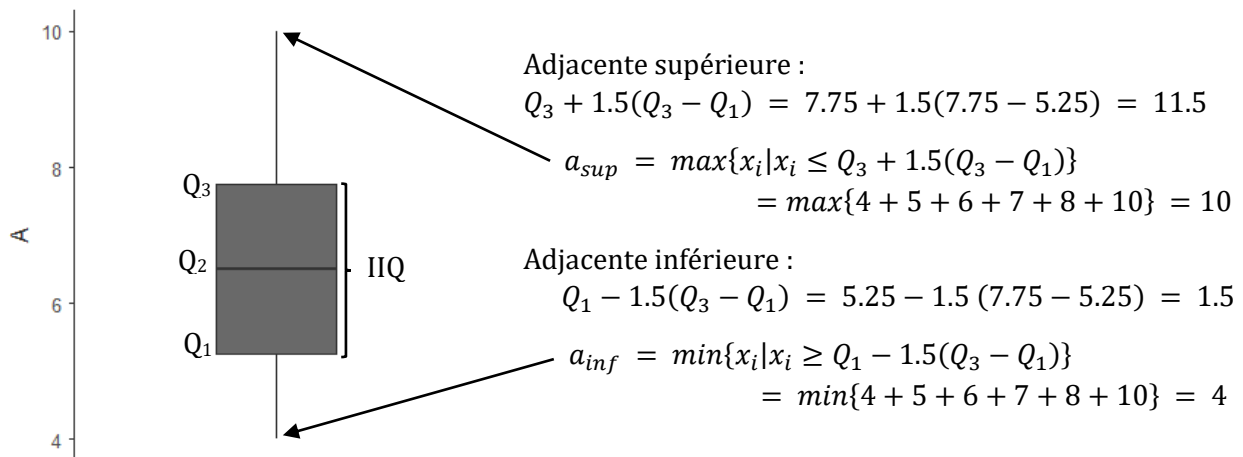 10
8
6
4
A
Q₃
Q₂
Q₁
IIQ
Adjacente supérieure :
Q₃ + 1.5(Q₃ − Q₁) = 7.75 + 1.5(7.75 − 5.25) = 11.5
a_sup = max{xᵢ|xᵢ ≤ Q₃ + 1.5(Q₃ − Q₁)}
= max{4 + 5 + 6 + 7 + 8 + 10} = 10
Adjacente inférieure :
Q₁ − 1.5(Q₃ − Q₁) = 5.25 − 1.5 (7.75 − 5.25) = 1.5
a_inf = min{xᵢ|xᵢ ≥ Q₁ − 1.5(Q₃ − Q₁)}
= min{4 + 5 + 6 + 7 + 8 + 10} = 4